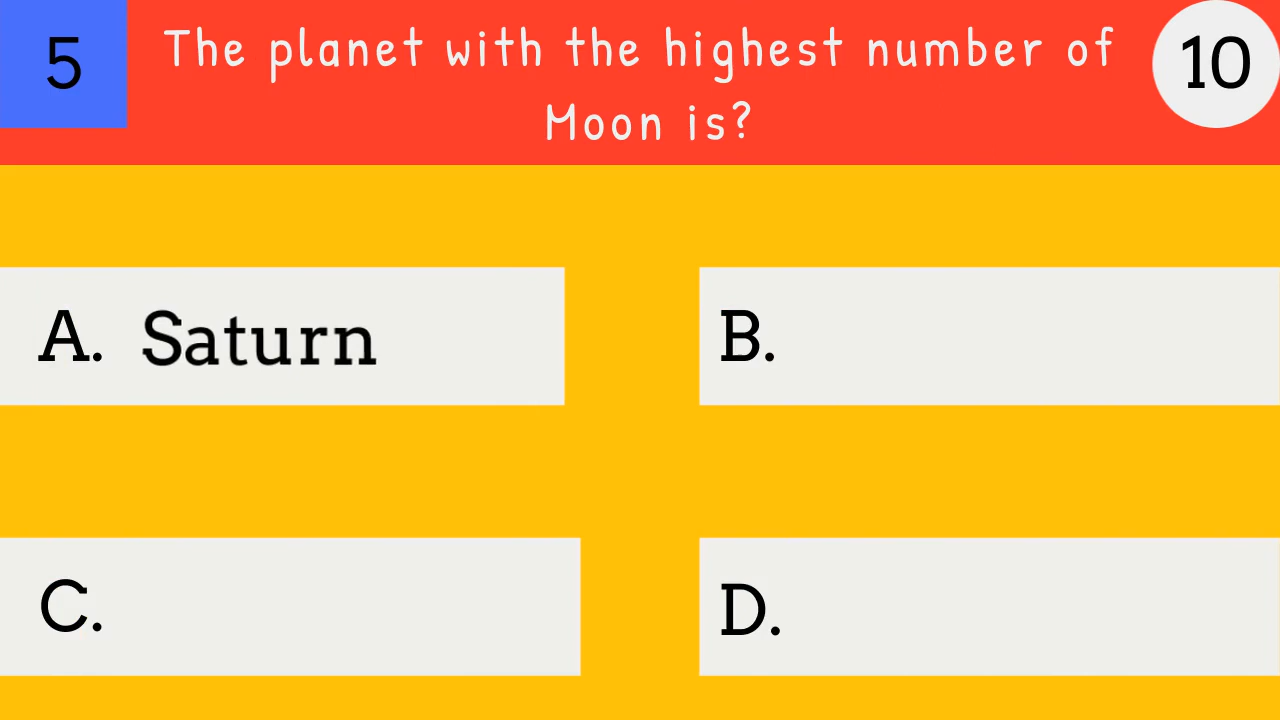 5
The planet with the highest number of
Moon is?
10
A. Saturn
B.
C.
D.